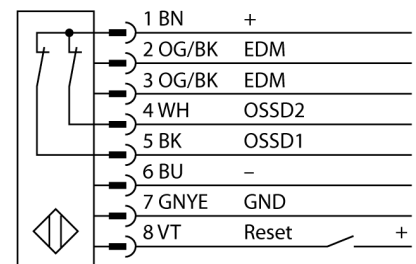 1 BN +
2 OG/BK EDM
3 OG/BK EDM
4 WH OSSD2
5 BK OSSD1
6 BU –
7 GNYE GND
8 VT Reset +